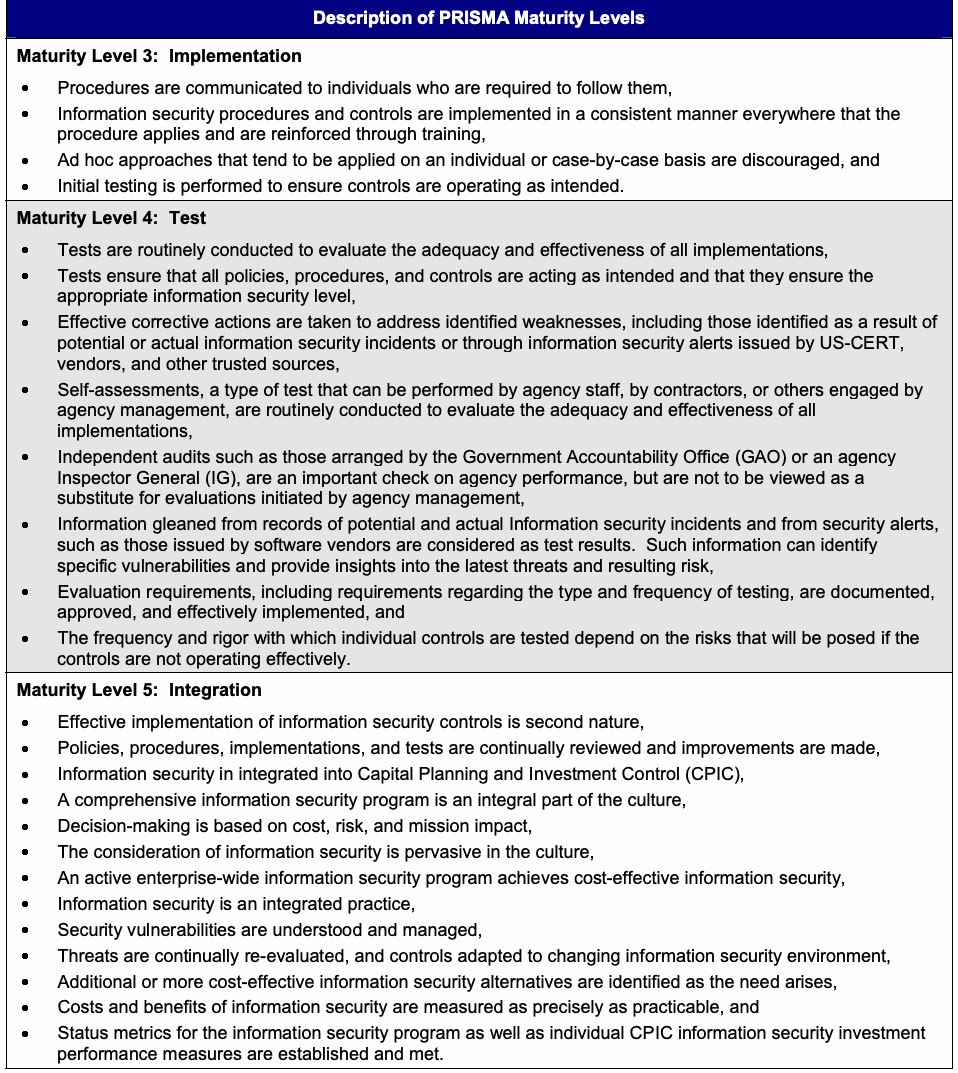 Description of PRISMA Maturity Levels
Maturity Level 3: Implementation
• Procedures are communicated to individuals who are required to follow them,
• Information security procedures and controls are implemented in a consistent manner everywhere that the
procedure applies and are reinforced through training,
• Ad hoc approaches that tend to be applied on an individual or case-by-case basis are discouraged, and
• Initial testing is performed to ensure controls are operating as intended.
Maturity Level 4: Test
• Tests are routinely conducted to evaluate the adequacy and effectiveness of all implementations,
• Tests ensure that all policies, procedures, and controls are acting as intended and that they ensure the
appropriate information security level,
• Effective corrective actions are taken to address identified weaknesses, including those identified as a result of
potential or actual information security incidents or through information security alerts issued by US-CERT,
vendors, and other trusted sources,
• Self-assessments, a type of test that can be performed by agency staff, by contractors, or others engaged by
agency management, are routinely conducted to evaluate the adequacy and effectiveness of all
implementations,
• Independent audits such as those arranged by the Government Accountability Office (GAO) or an agency
Inspector General (IG), are an important check on agency performance, but are not to be viewed as a
substitute for evaluations initiated by agency management,
• Information gleaned from records of potential and actual Information security incidents and from security alerts,
such as those issued by software vendors are considered as test results. Such information can identify
specific vulnerabilities and provide insights into the latest threats and resulting risk,
• Evaluation requirements, including requirements regarding the type and frequency of testing, are documented,
approved, and effectively implemented, and
• The frequency and rigor with which individual controls are tested depend on the risks that will be posed if the
controls are not operating effectively.
Maturity Level 5: Integration
• Effective implementation of information security controls is second nature,
• Policies, procedures, implementations, and tests are continually reviewed and improvements are made,
• Information security in integrated into Capital Planning and Investment Control (CPIC),
• A comprehensive information security program is an integral part of the culture,
• Decision-making is based on cost, risk, and mission impact,
• The consideration of information security is pervasive in the culture,
• An active enterprise-wide information security program achieves cost-effective information security,
• Information security is an integrated practice,
• Security vulnerabilities are understood and managed,
• Threats are continually re-evaluated, and controls adapted to changing information security environment,
• Additional or more cost-effective information security alternatives are identified as the need arises,
• Costs and benefits of information security are measured as precisely as practicable, and
• Status metrics for the information security program as well as individual CPIC information security investment
performance measures are established and met.